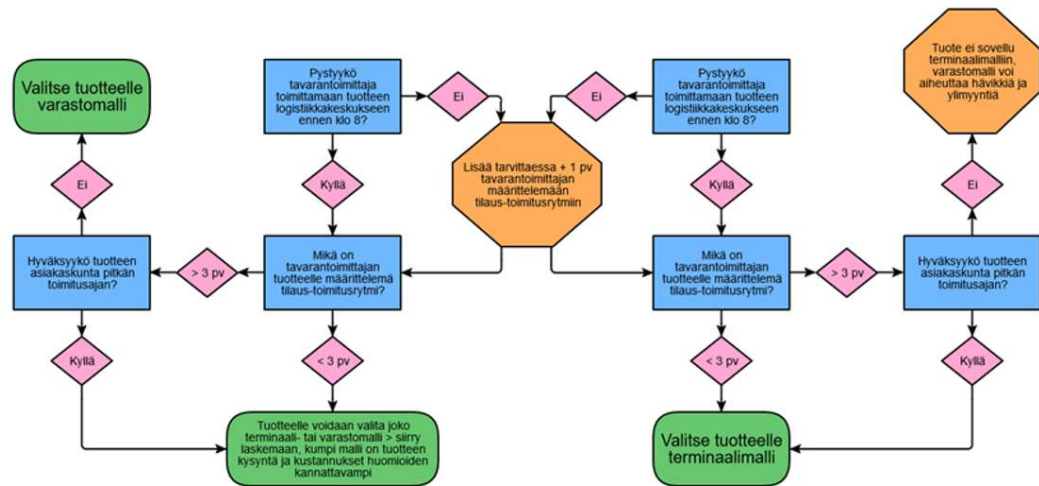 Valitse tuotteelle
varastomalli
Pystyykö
tavarantoimittaja
toimittamaan tuotteen
logistiikkakeskukseen
ennen klo 8?
Ei
Ei
Pystyykö
tavarantoimittaja
toimittamaan tuotteen
logistiikkakeskukseen
ennen klo 8?
Tuote ei sovellu
terminaalimalliin,
varastomalli voi
aiheuttaa hävikkiä ja
ylimyyntiä
Ei
Kyllä
Lisää tarvittaessa + 1 pv
tavarantoimittajan
määrittelemään
tilaus-toimitusrytmiin
Kyllä
Ei
Hyväksyykö tuotteen
asiakaskunta pitkän
toimitusajan?
> 3 pv
Mikä on
tavarantoimittajan
tuotteelle määrittelemä
tilaus-toimitusrytmi?
Mikä on
tavarantoimittajan
tuotteelle määrittelemä
tilaus-toimitusrytmi?
> 3 pv
Hyväksyykö tuotteen
asiakaskunta pitkän
toimitusajan?
Kyllä
< 3 pv
< 3 pv
Kyllä
Tuotteelle voidaan valita joko
terminaali- tai varastomalli > siirry
laskemaan, kumpi malli on tuotteen
kysyntä ja kustannukset huomioiden
kannattavampi
Valitse tuotteelle
terminaalimalli